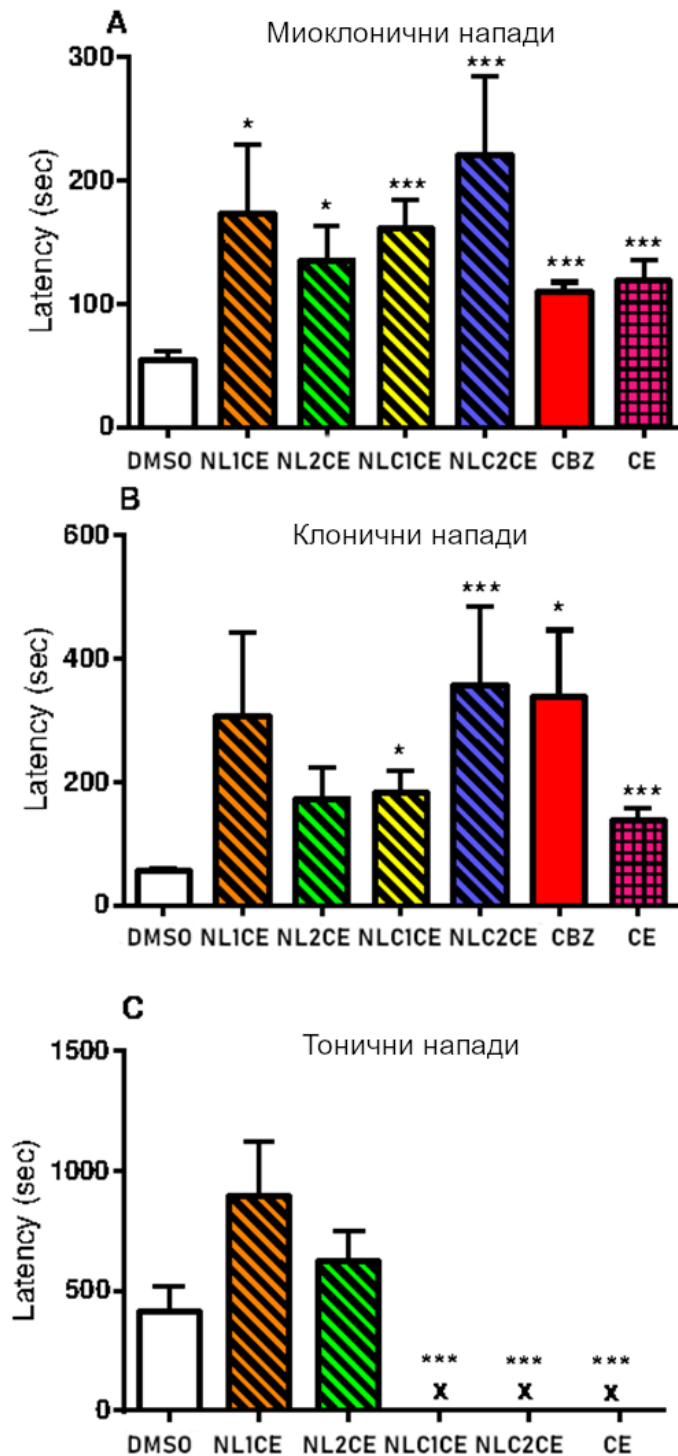 A
Миоклонични напади
300
***
*
*
***
***
***
200
100
0
Latency (sec)
DMSO NL1CE NL2CE NLC1CE NLC2CE CBZ CE
B
Клонични напади
600
***
*
*
***
400
200
0
Latency (sec)
DMSO NL1CE NL2CE NLC1CE NLC2CE CBZ CE
C
Тонични напади
1500
1000
500
0
Latency (sec)
*** *** ***
X X X
DMSO NL1CE NL2CE NLC1CE NLC2CE CE